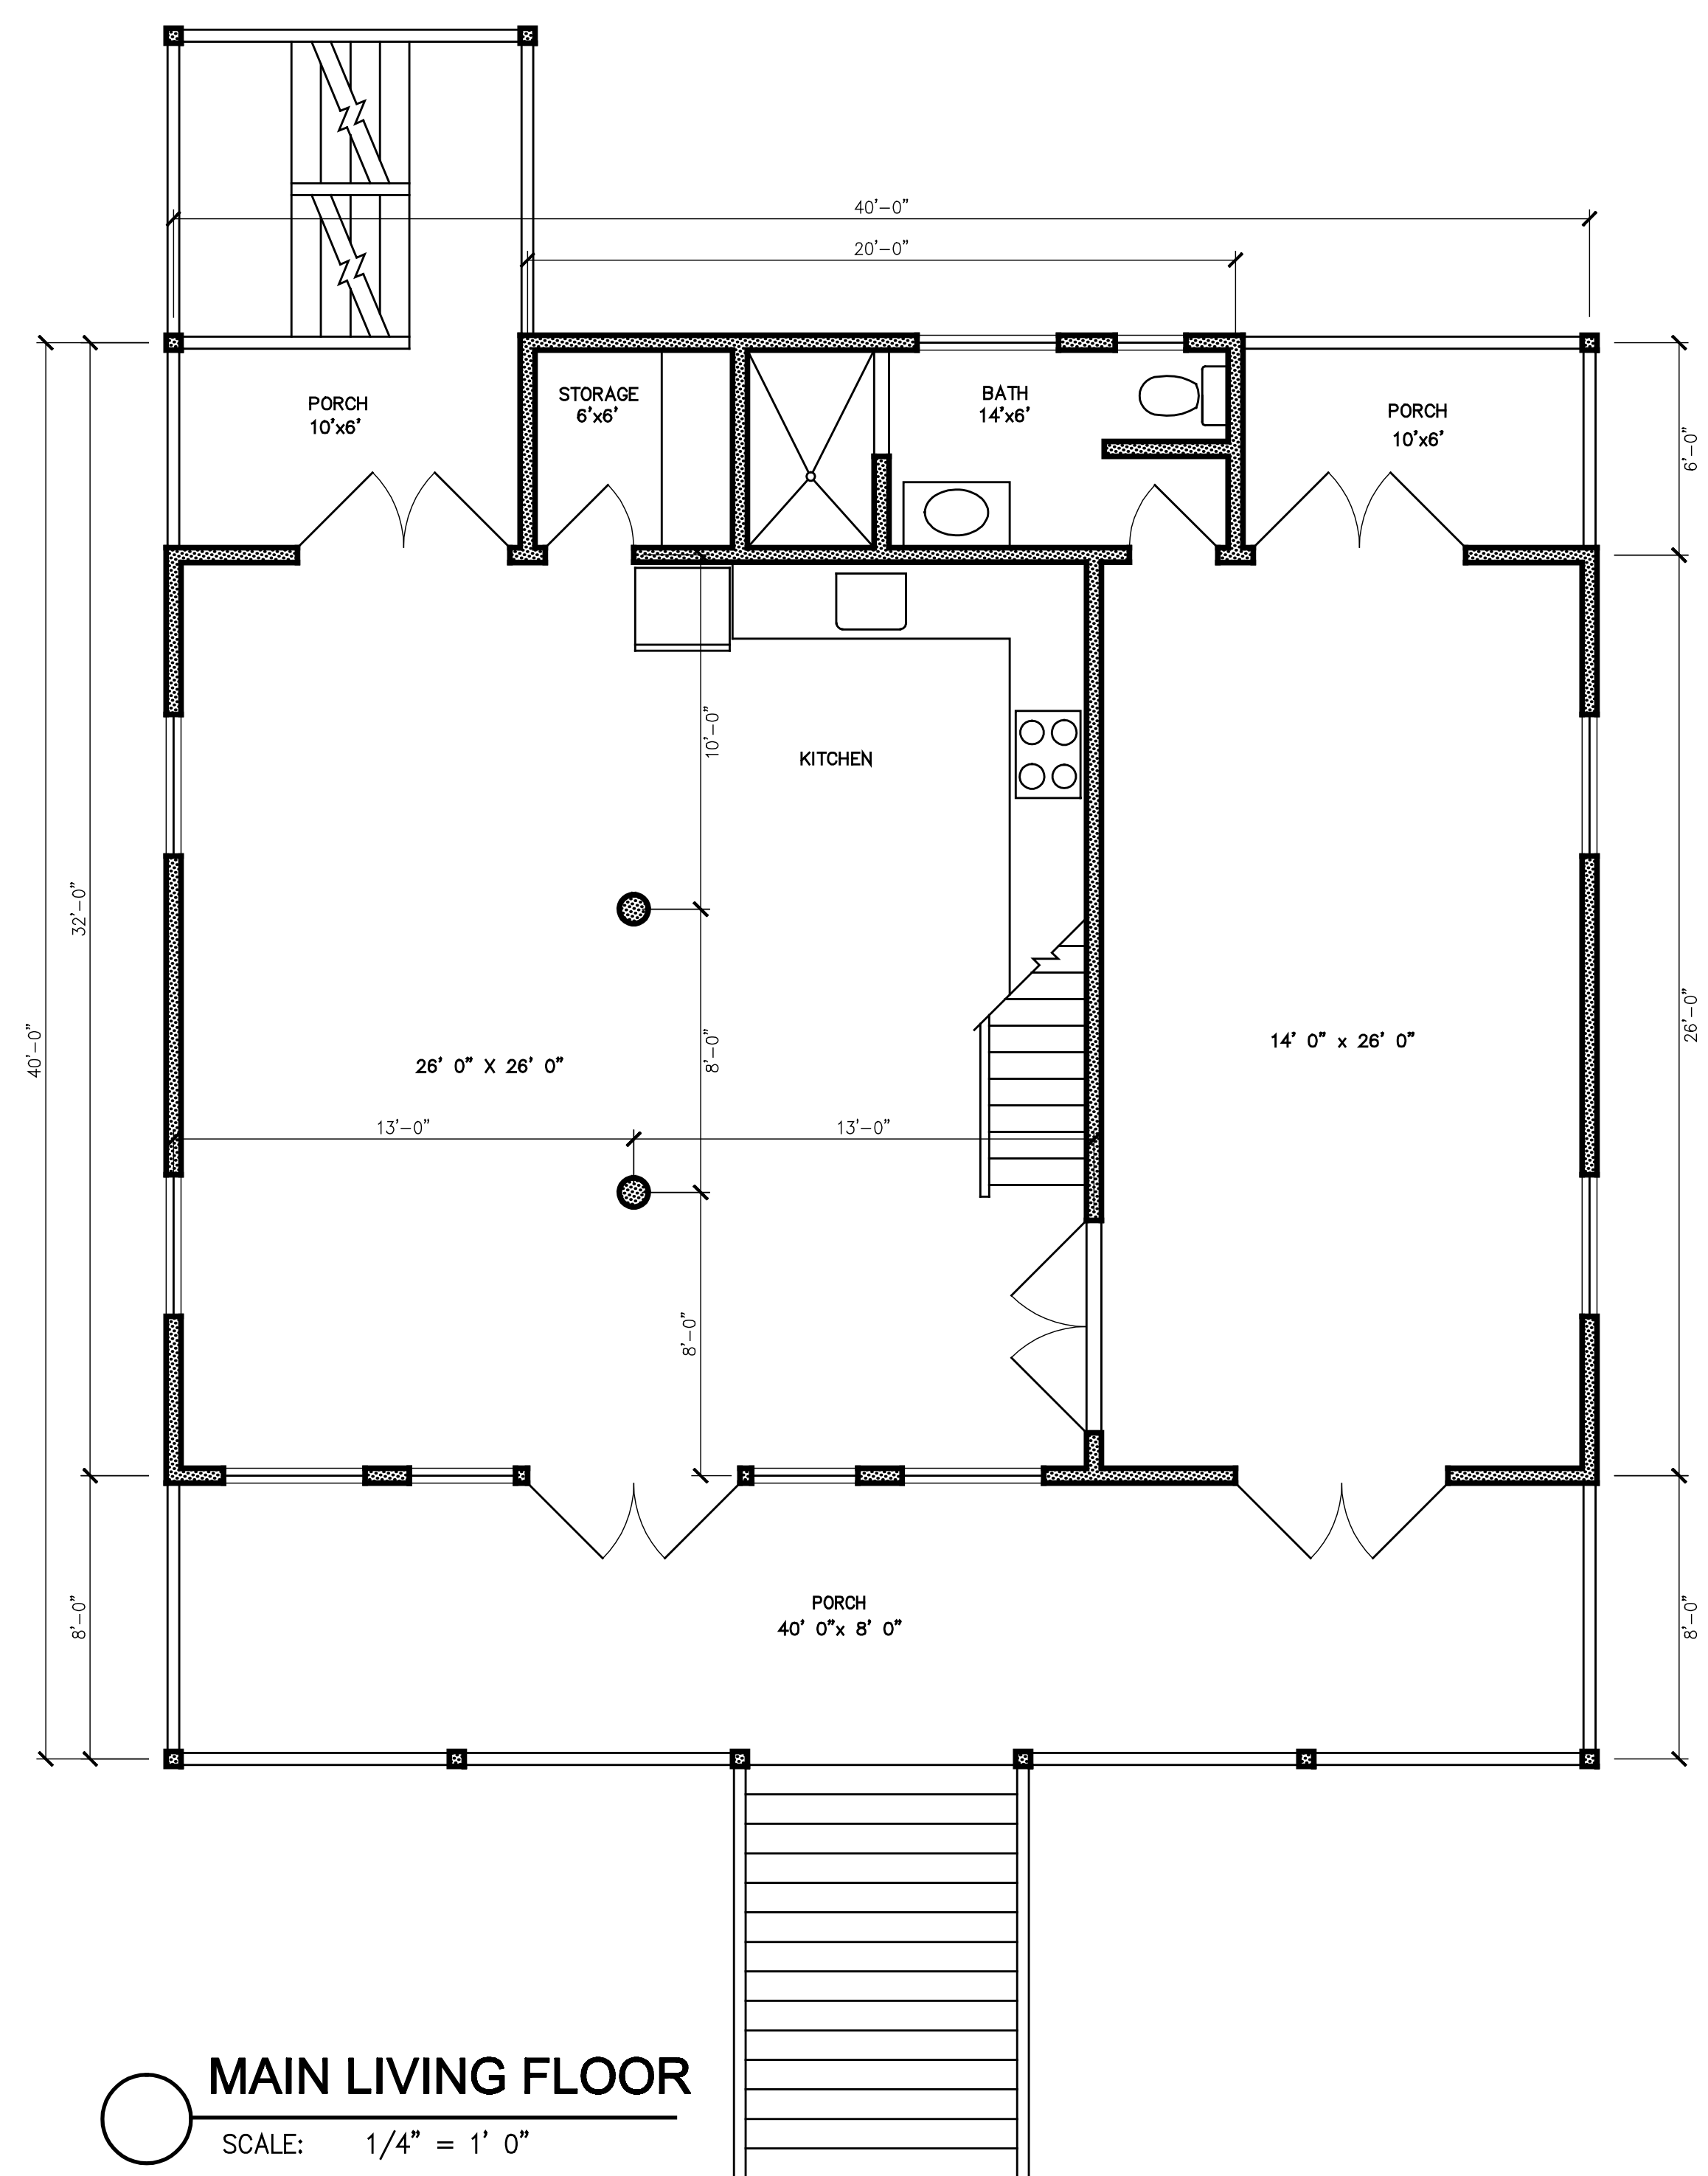 40'-0"
20'-0"
STORAGE
6'x6'
BATH
14'x6'
PORCH
10'x6'
PORCH
10'x6'
6'-0"
10'-0"
KITCHEN
32'-0"
40'-0"
8'-0"
26'-0"
14' 0" x 26' 0"
26' 0" X 26' 0"
13'-0"
13'-0"
8'-0"
PORCH
40' 0"x 8' 0"
8'-0"
8'-0"
MAIN LIVING FLOOR
SCALE: 1/4" = 1' 0"